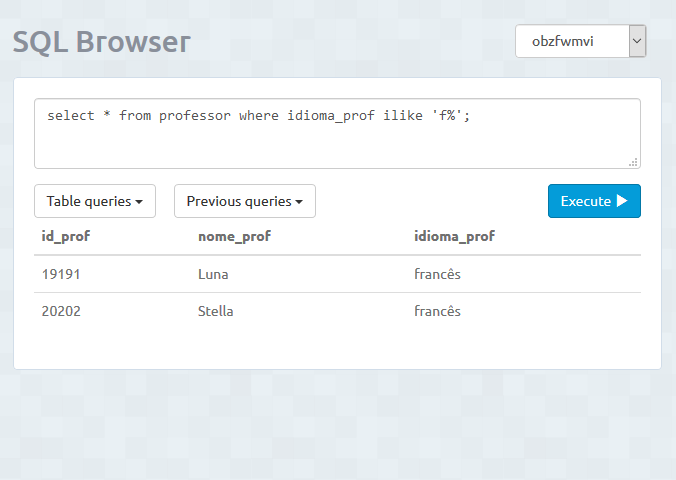 SQL Browser
obzfwmvi
select * from professor where idioma_prof ilike 'f%';
Table queries
Previous queries
Execute
id_prof nome_prof idioma_prof
19191 Luna francês
20202 Stella francês